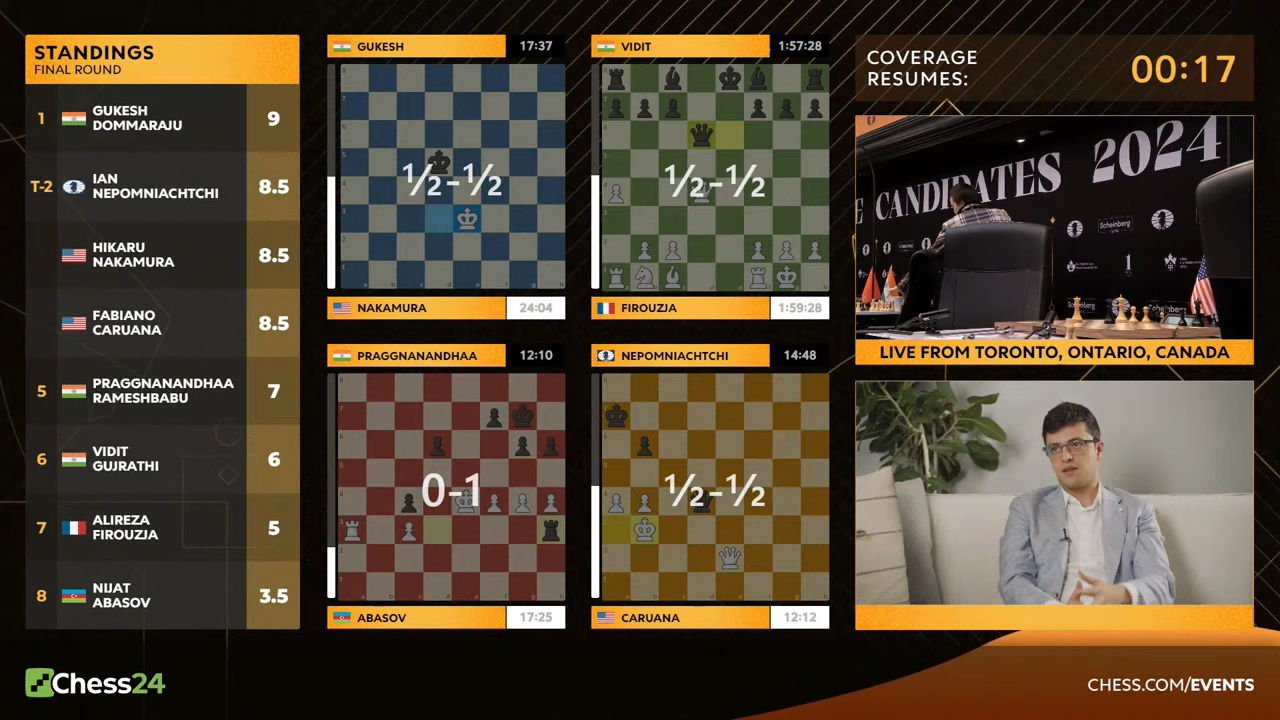 STANDINGS
FINAL ROUND
1
GUKESH
DOMMARAJU
9
T-2
IAN
NEPOMNIACHTCHI
8.5
HIKARU
NAKAMURA
8.5
FABIANO
CARUANA
8.5
5
PRAGGNANANDHAA
RAMESHBABU
7
6
VIDIT
GUJRATHI
6
7
ALIREZA
FIROUZJA
5
8
NIJAT
ABASOV
3.5
GUKESH 17:37
½-½
NAKAMURA 24:04
VIDIT 1:57:28
½-½
FIROUZJA 1:59:28
PRAGGNANANDHAA 12:10
0-1
ABASOV 17:25
NEPOMNIACHTCHI 14:48
½-½
CARUANA 12:12
COVERAGE
RESUMES:
00:17
CANDIDATES 2024
Scheinberg
LIVE FROM TORONTO, ONTARIO, CANADA
Chess24
CHESS.COM/EVENTS